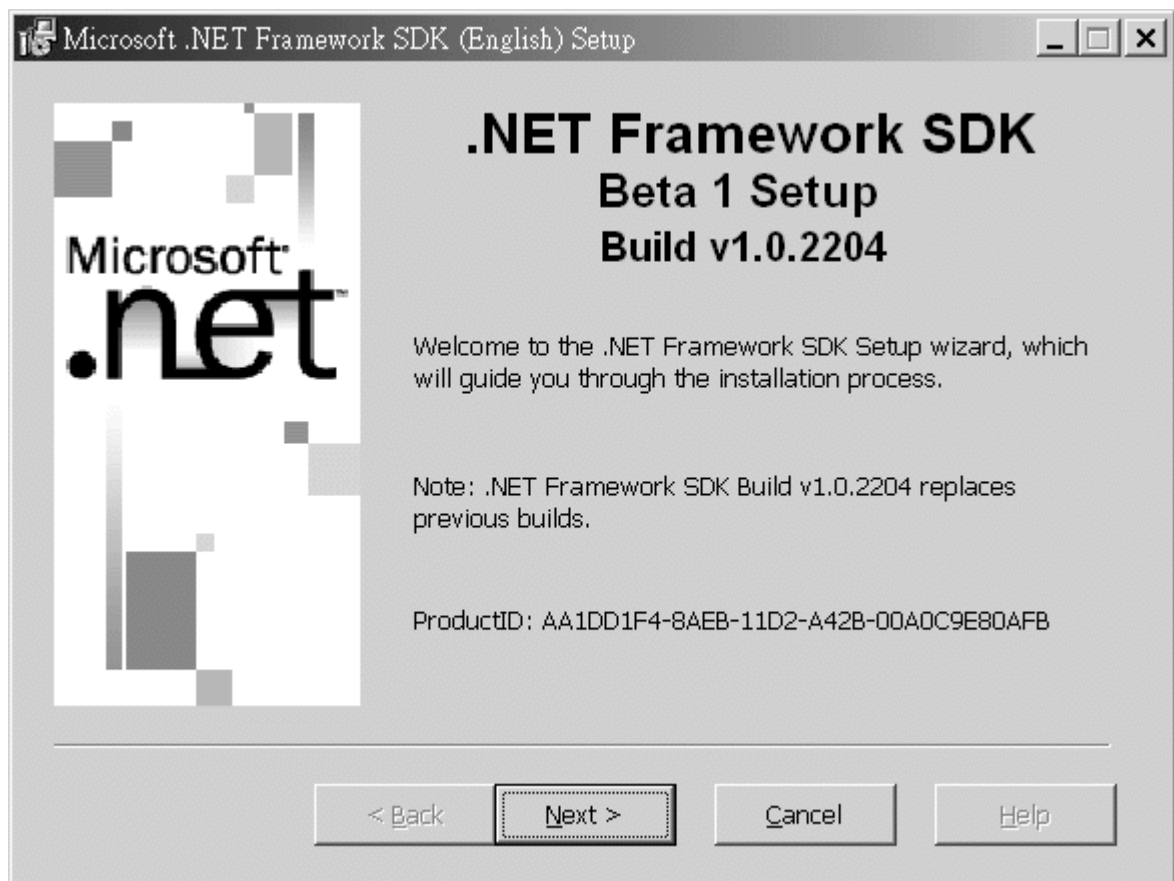 Microsoft .NET Framework SDK (English) Setup
.NET Framework SDK
Beta 1 Setup
Build v1.0.2204
Microsoft
.net™
Welcome to the .NET Framework SDK Setup wizard, which
will guide you through the installation process.
Note: .NET Framework SDK Build v1.0.2204 replaces
previous builds.
ProductID: AA1DD1F4-8AEB-11D2-A42B-00A0C9E80AFB
< Back
Next >
Cancel
Help